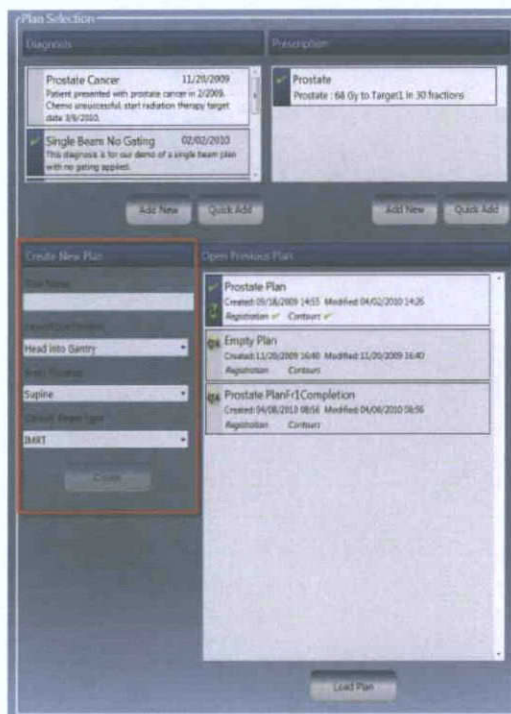 Plan Selection
Diagnosis
Prostate Cancer 11/20/2009
Patient presented with prostate cancer in 2/2009.
Chemo unsuccessful, start radiation therapy target
date 3/6/2010.
Single Beam No Gating 02/02/2010
This diagnosis is for our demo of a single beam plan
with no gating applied.
Add New Quick Add
Prescription
Prostate
Prostate : 68 Gy to Target1 in 30 fractions
Add New Quick Add
Create New Plan
Plan Name
Head into Gantry
Supine
IMRT
Create
Open Previous Plan
Prostate Plan
Created: 09/18/2009 14:55 Modified: 04/02/2010 14:26
Registration Contours
QA Empty Plan
Created: 11/20/2009 16:40 Modified: 11/20/2009 16:40
Registration Contours
QA Prostate PlanFr1Completion
Created: 04/08/2010 08:56 Modified: 04/08/2010 08:56
Registration Contours
Load Plan